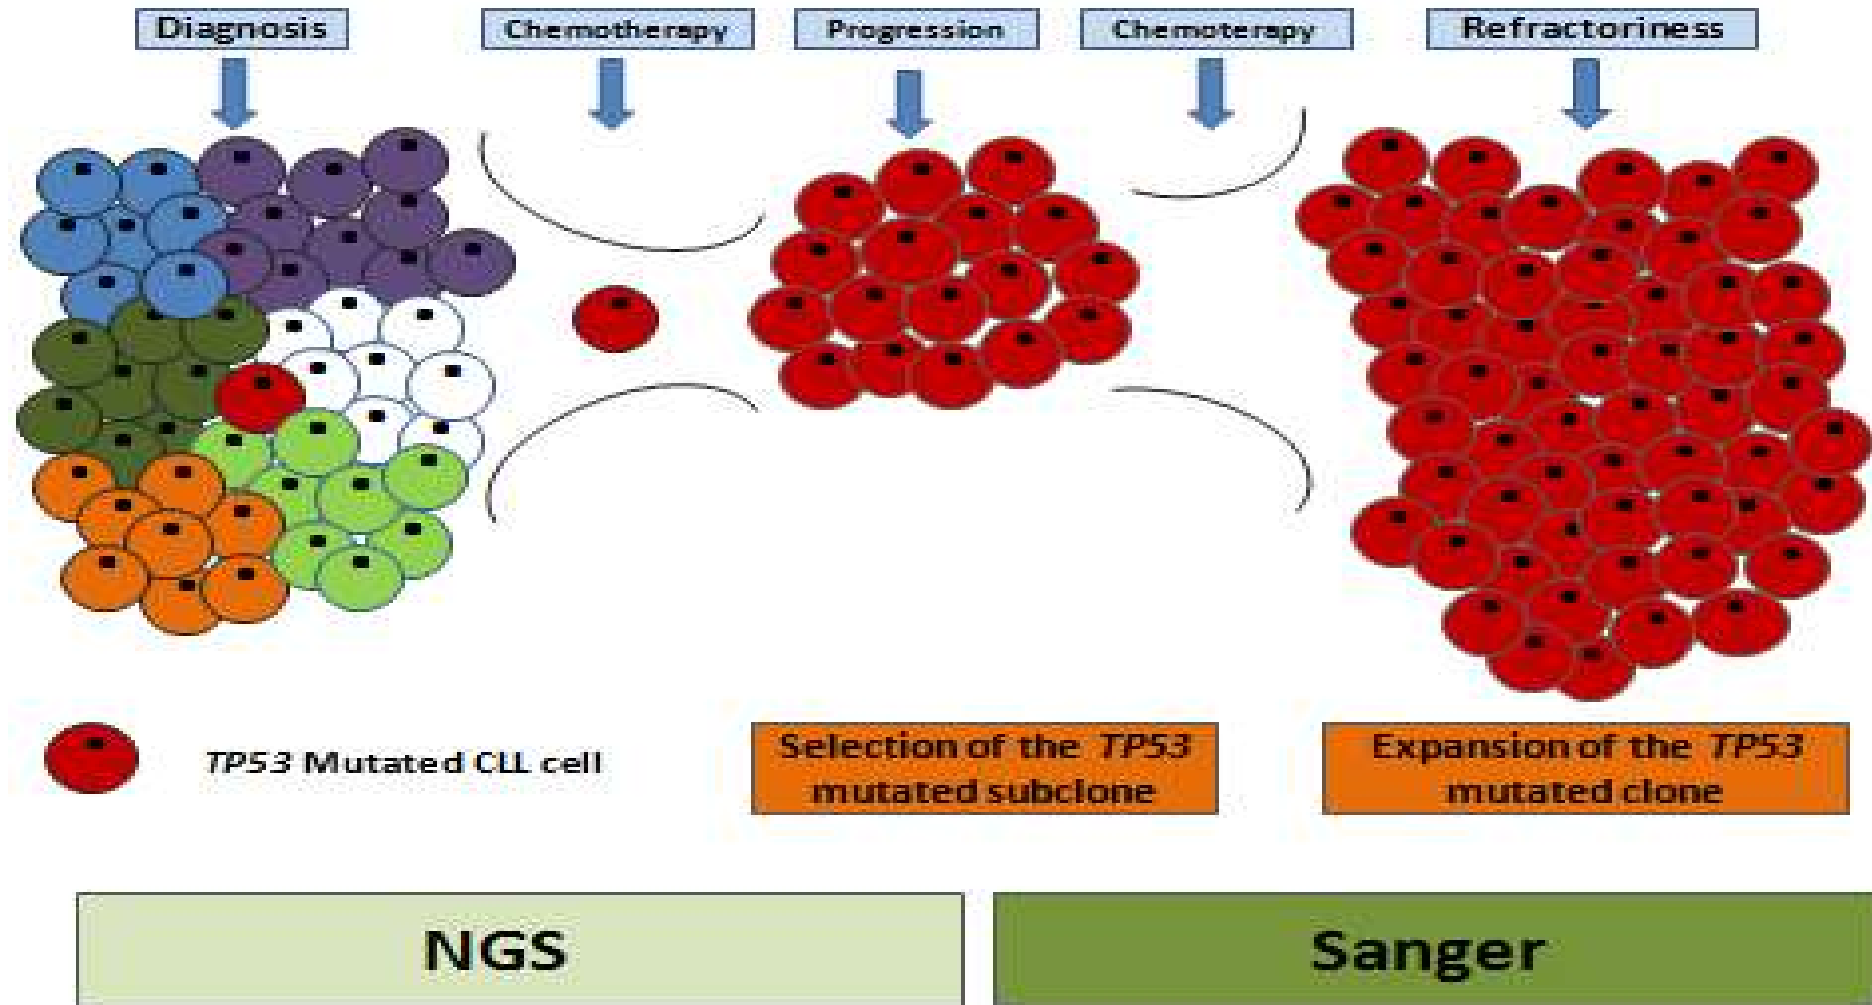 Diagnosis
Chemotherapy
Progression
Chemoterapy
Refractoriness
TP53 Mutated CLL cell
Selection of the TP53
mutated subclone
Expansion of the TP53
mutated clone
NGS
Sanger